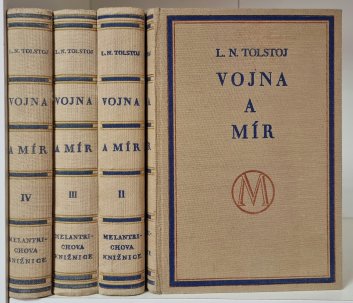 L. N. TOLSTOJ
VOJNA
A MÍR
IV
MELANTRI-
CHOVA
KNIŽNICE
L. N. TOLSTOJ
VOJNA
A MÍR
III
MELANTRI-
CHOVA
KNIŽNICE
L. N. TOLSTOJ
VOJNA
A MÍR
II
MELANTRI-
CHOVA
KNIŽNICE
L. N. TOLSTOJ
VOJNA
A
MÍR
M